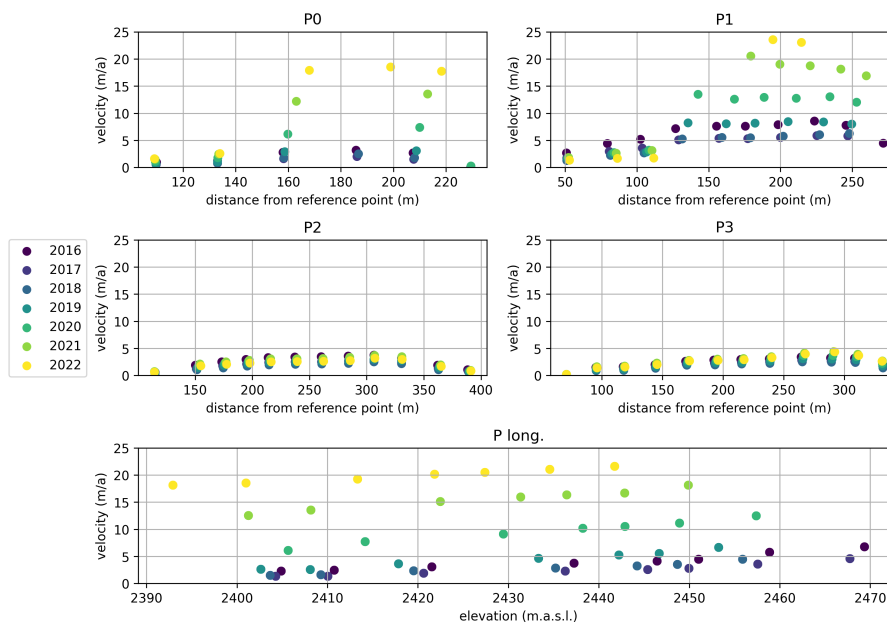 P0
25
20
15
10
5
0
velocity (m/a)
120 140 160 180 200 220
distance from reference point (m)
P1
25
20
15
10
5
0
velocity (m/a)
50 100 150 200 250
distance from reference point (m)
2016
2017
2018
2019
2020
2021
2022
P2
25
20
15
10
5
0
velocity (m/a)
150 200 250 300 350 400
distance from reference point (m)
P3
25
20
15
10
5
0
velocity (m/a)
100 150 200 250 300
distance from reference point (m)
P long.
25
20
15
10
5
0
velocity (m/a)
2390 2400 2410 2420 2430 2440 2450 2460 2470
elevation (m.a.s.l.)